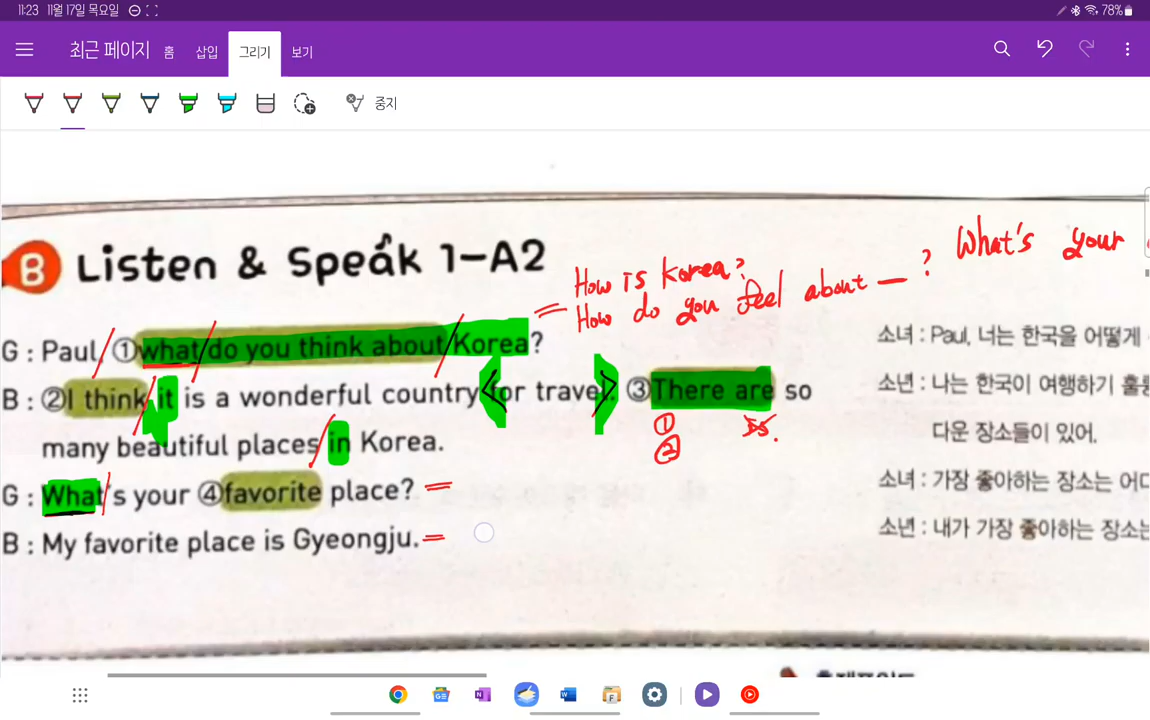 11:23 11월 17일 목요일
78%
최근 페이지 홈 삽입 그리기 보기
중지
B Listen & Speak 1-A2
How is Korea?
= How do you feel about — ?
What's your
G : Paul, ①what do you think about Korea?
B : ②I think it is a wonderful country for travel. ③There are so
① ②
many beautiful places in Korea.
G : What's your ④favorite place? =
B : My favorite place is Gyeongju. =
소녀 : Paul, 너는 한국을 어떻게
소년 : 나는 한국이 여행하기 훌륭
다운 장소들이 있어.
소녀 : 가장 좋아하는 장소는 어디
소년 : 내가 가장 좋아하는 장소는